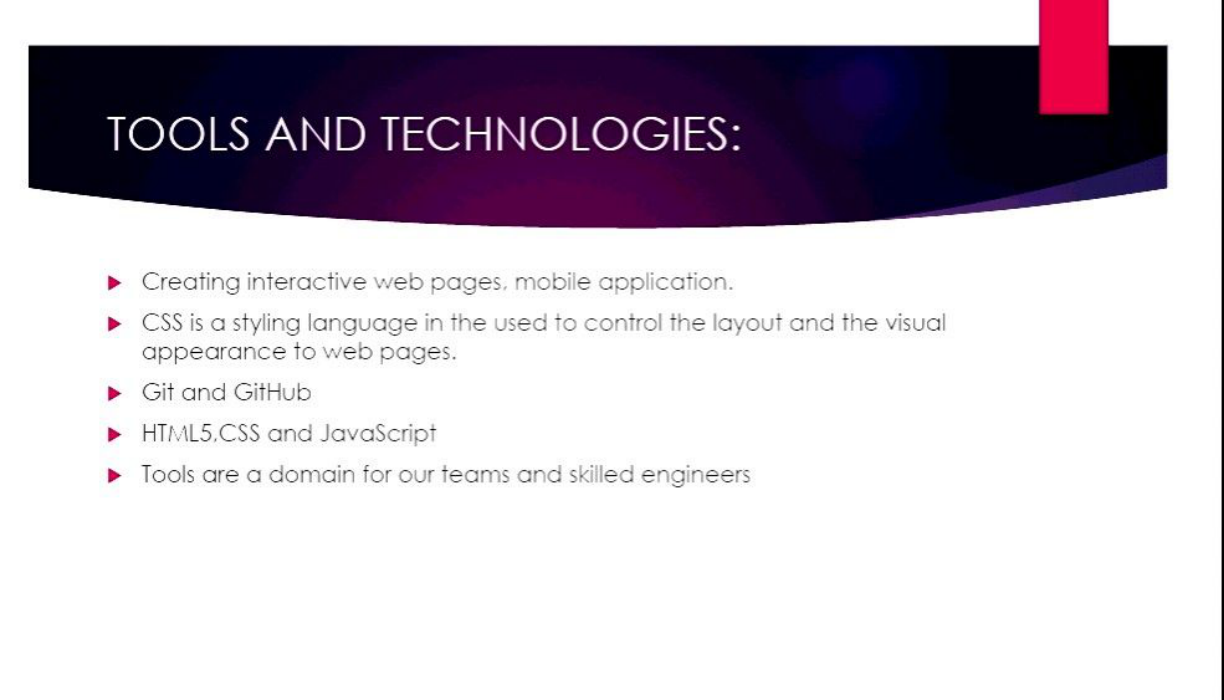 TOOLS AND TECHNOLOGIES:
Creating interactive web pages, mobile application.
CSS is a styling language in the used to control the layout and the visual
appearance to web pages.
Git and GitHub
HTML5,CSS and JavaScript
Tools are a domain for our teams and skilled engineers